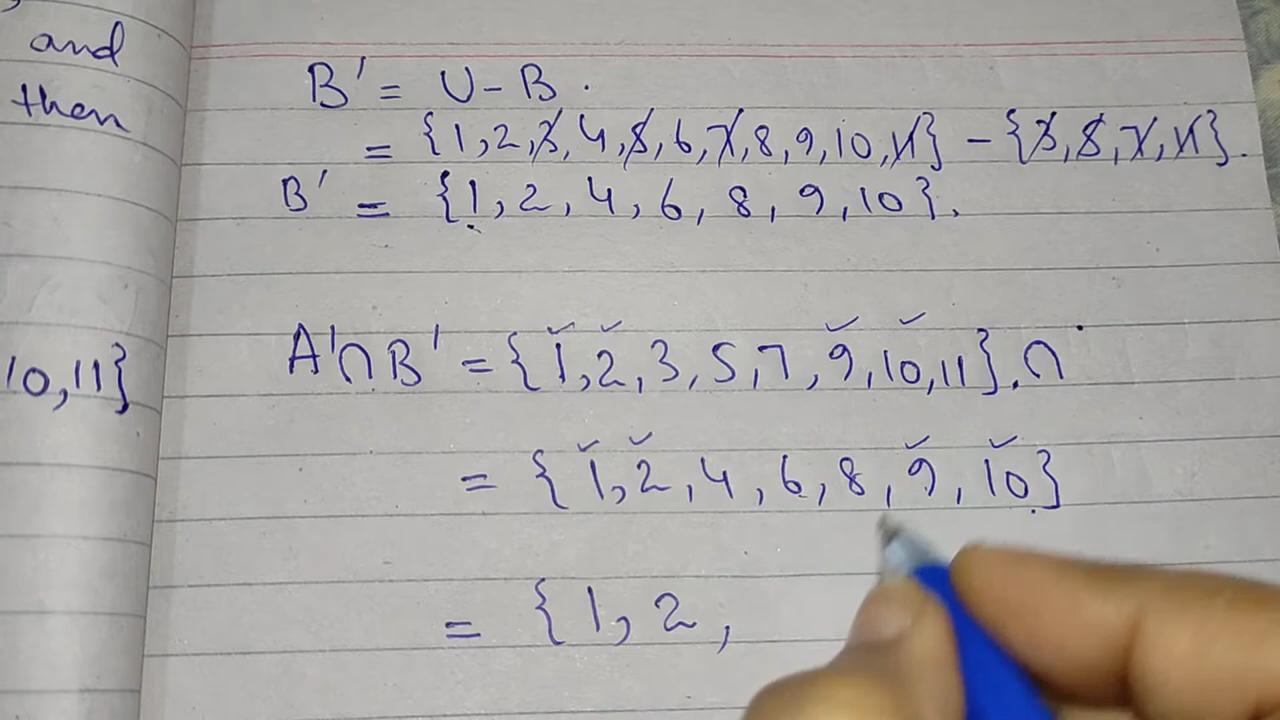 and
then
10,11}
B' = U - B .
= {1,2,3,4,5,6,7,8,9,10,11} - {3,5,7,11}.
B' = {1, 2, 4, 6, 8, 9, 10}.
A'∩B' = {1,2,3,5,7,9,10,11}.∩
= {1,2,4,6,8,9,10}
= {1,2,